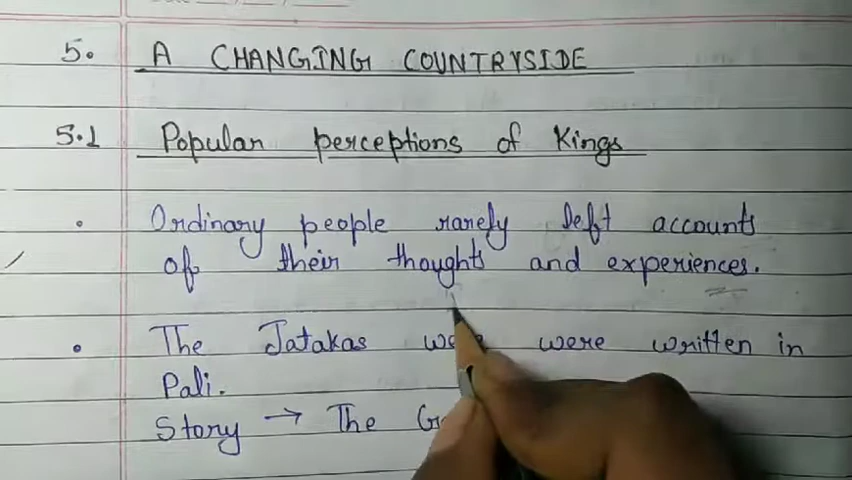 5. A CHANGING COUNTRYSIDE
5.1 Popular perceptions of Kings
• Ordinary people rarely left accounts
of their thoughts and experiences.
• The Jatakas were written in
Pali.
Story → The